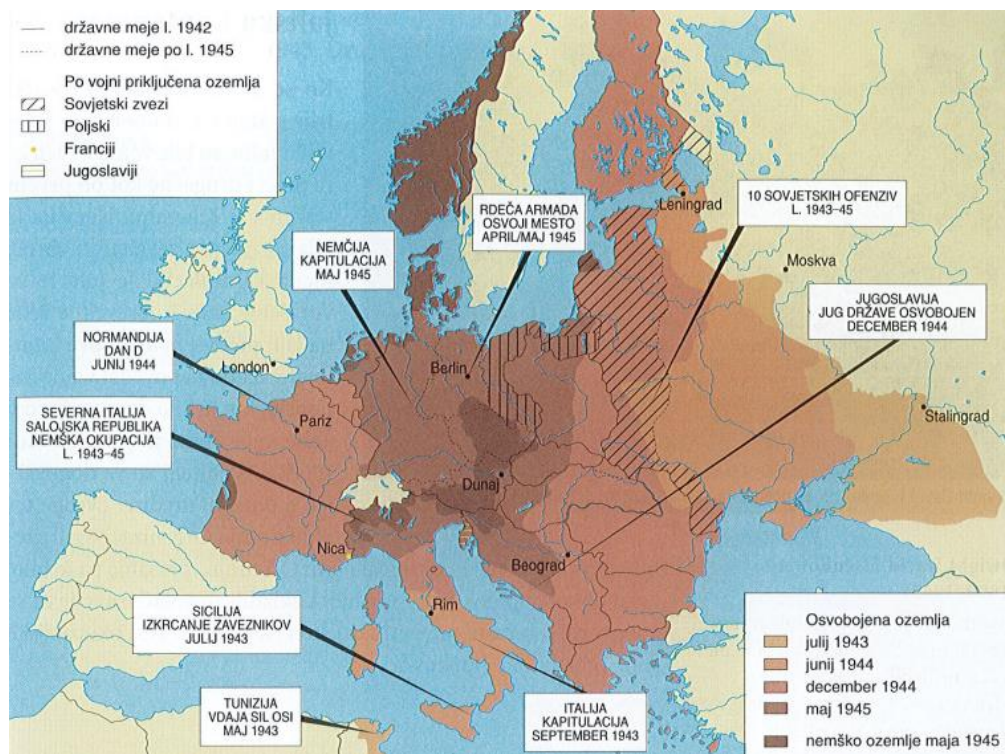 državne meje l. 1942
državne meje po l. 1945
Po vojni priključena ozemlja
Sovjetski zvezi
Poljski
Franciji
Jugoslaviji
RDEČA ARMADA
OSVOJI MESTO
APRIL/MAJ 1945
10 SOVJETSKIH OFENZIV
L. 1943–45
Leningrad
NEMČIJA
KAPITULACIJA
MAJ 1945
Moskva
JUGOSLAVIJA
JUG DRŽAVE OSVOBOJEN
DECEMBER 1944
NORMANDIJA
DAN D
JUNIJ 1944
London
Berlin
SEVERNA ITALIJA
SALOJSKA REPUBLIKA
NEMŠKA OKUPACIJA
L. 1943–45
Pariz
Stalingrad
Dunaj
Nica
Beograd
Rim
SICILIJA
IZKRCANJE ZAVEZNIKOV
JULIJ 1943
TUNIZIJA
VDAJA SIL OSI
MAJ 1943
ITALIJA
KAPITULACIJA
SEPTEMBER 1943
Osvobojena ozemlja
julij 1943
junij 1944
december 1944
maj 1945
nemško ozemlje maja 1945